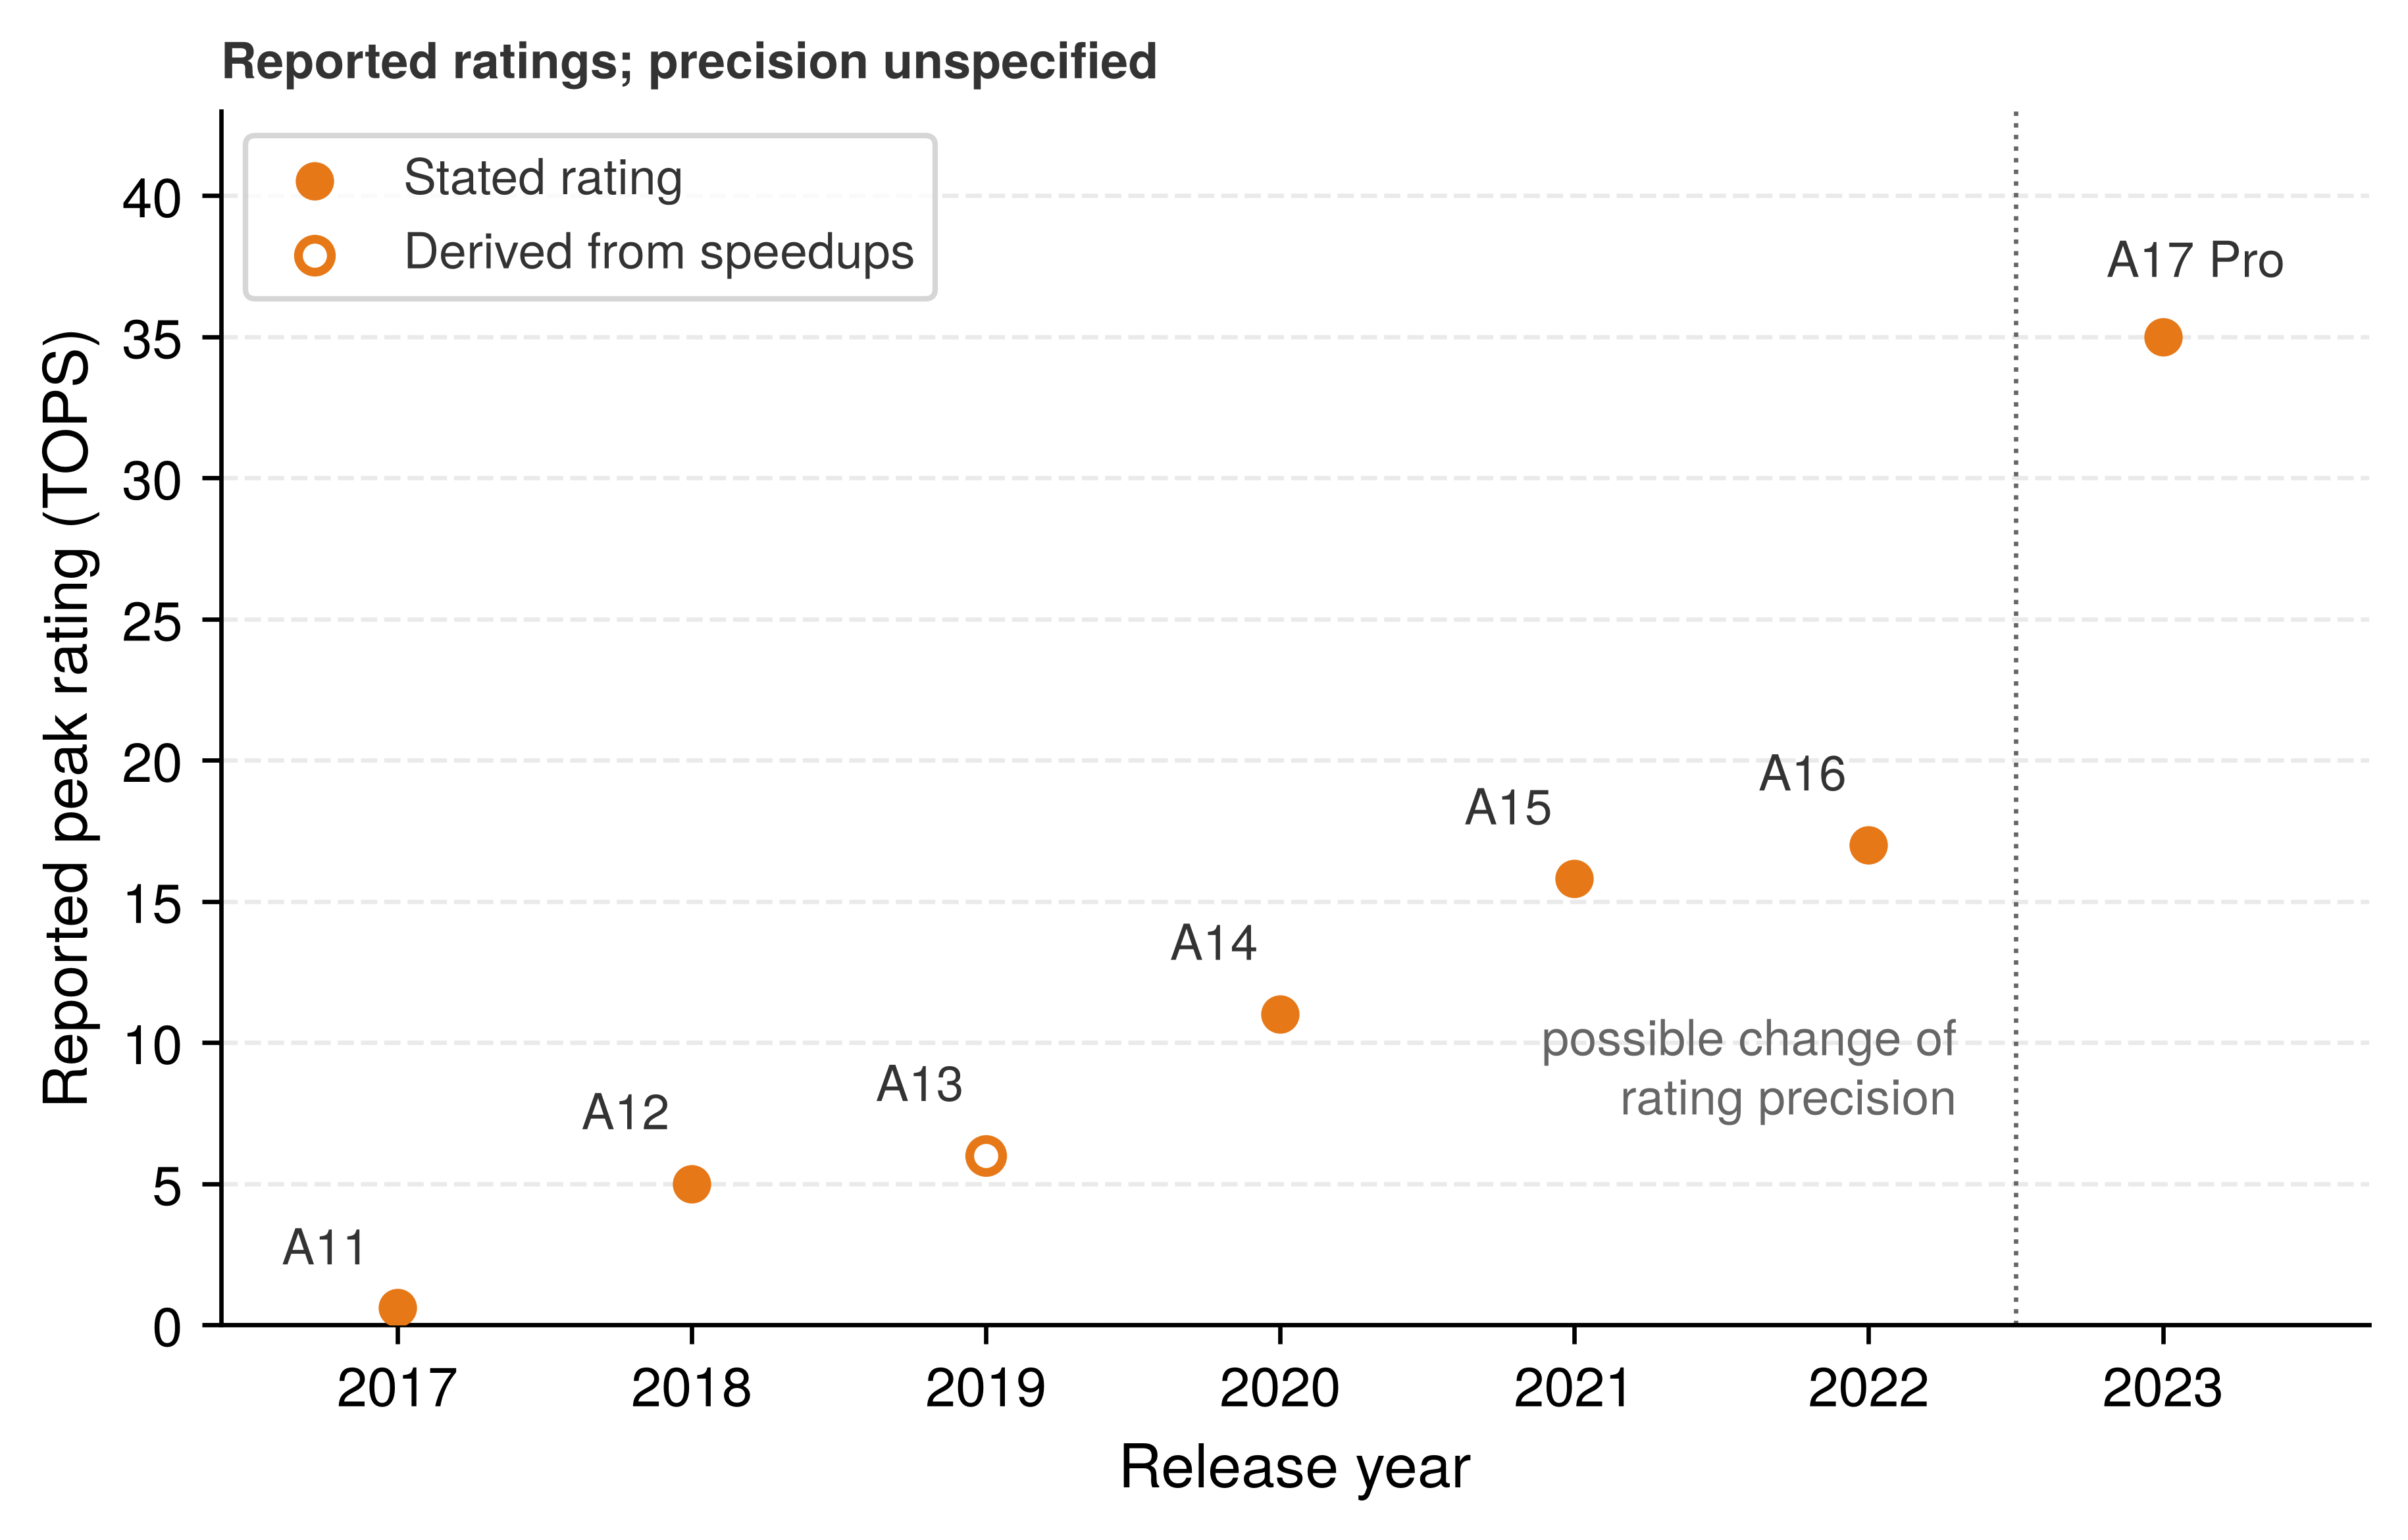 Reported ratings; precision unspecified
Stated rating
Derived from speedups
Reported peak rating (TOPS)
40
35
30
25
20
15
10
5
0
A17 Pro
A16
A15
A14
A13
A12
A11
possible change of
rating precision
2017
2018
2019
2020
2021
2022
2023
Release year